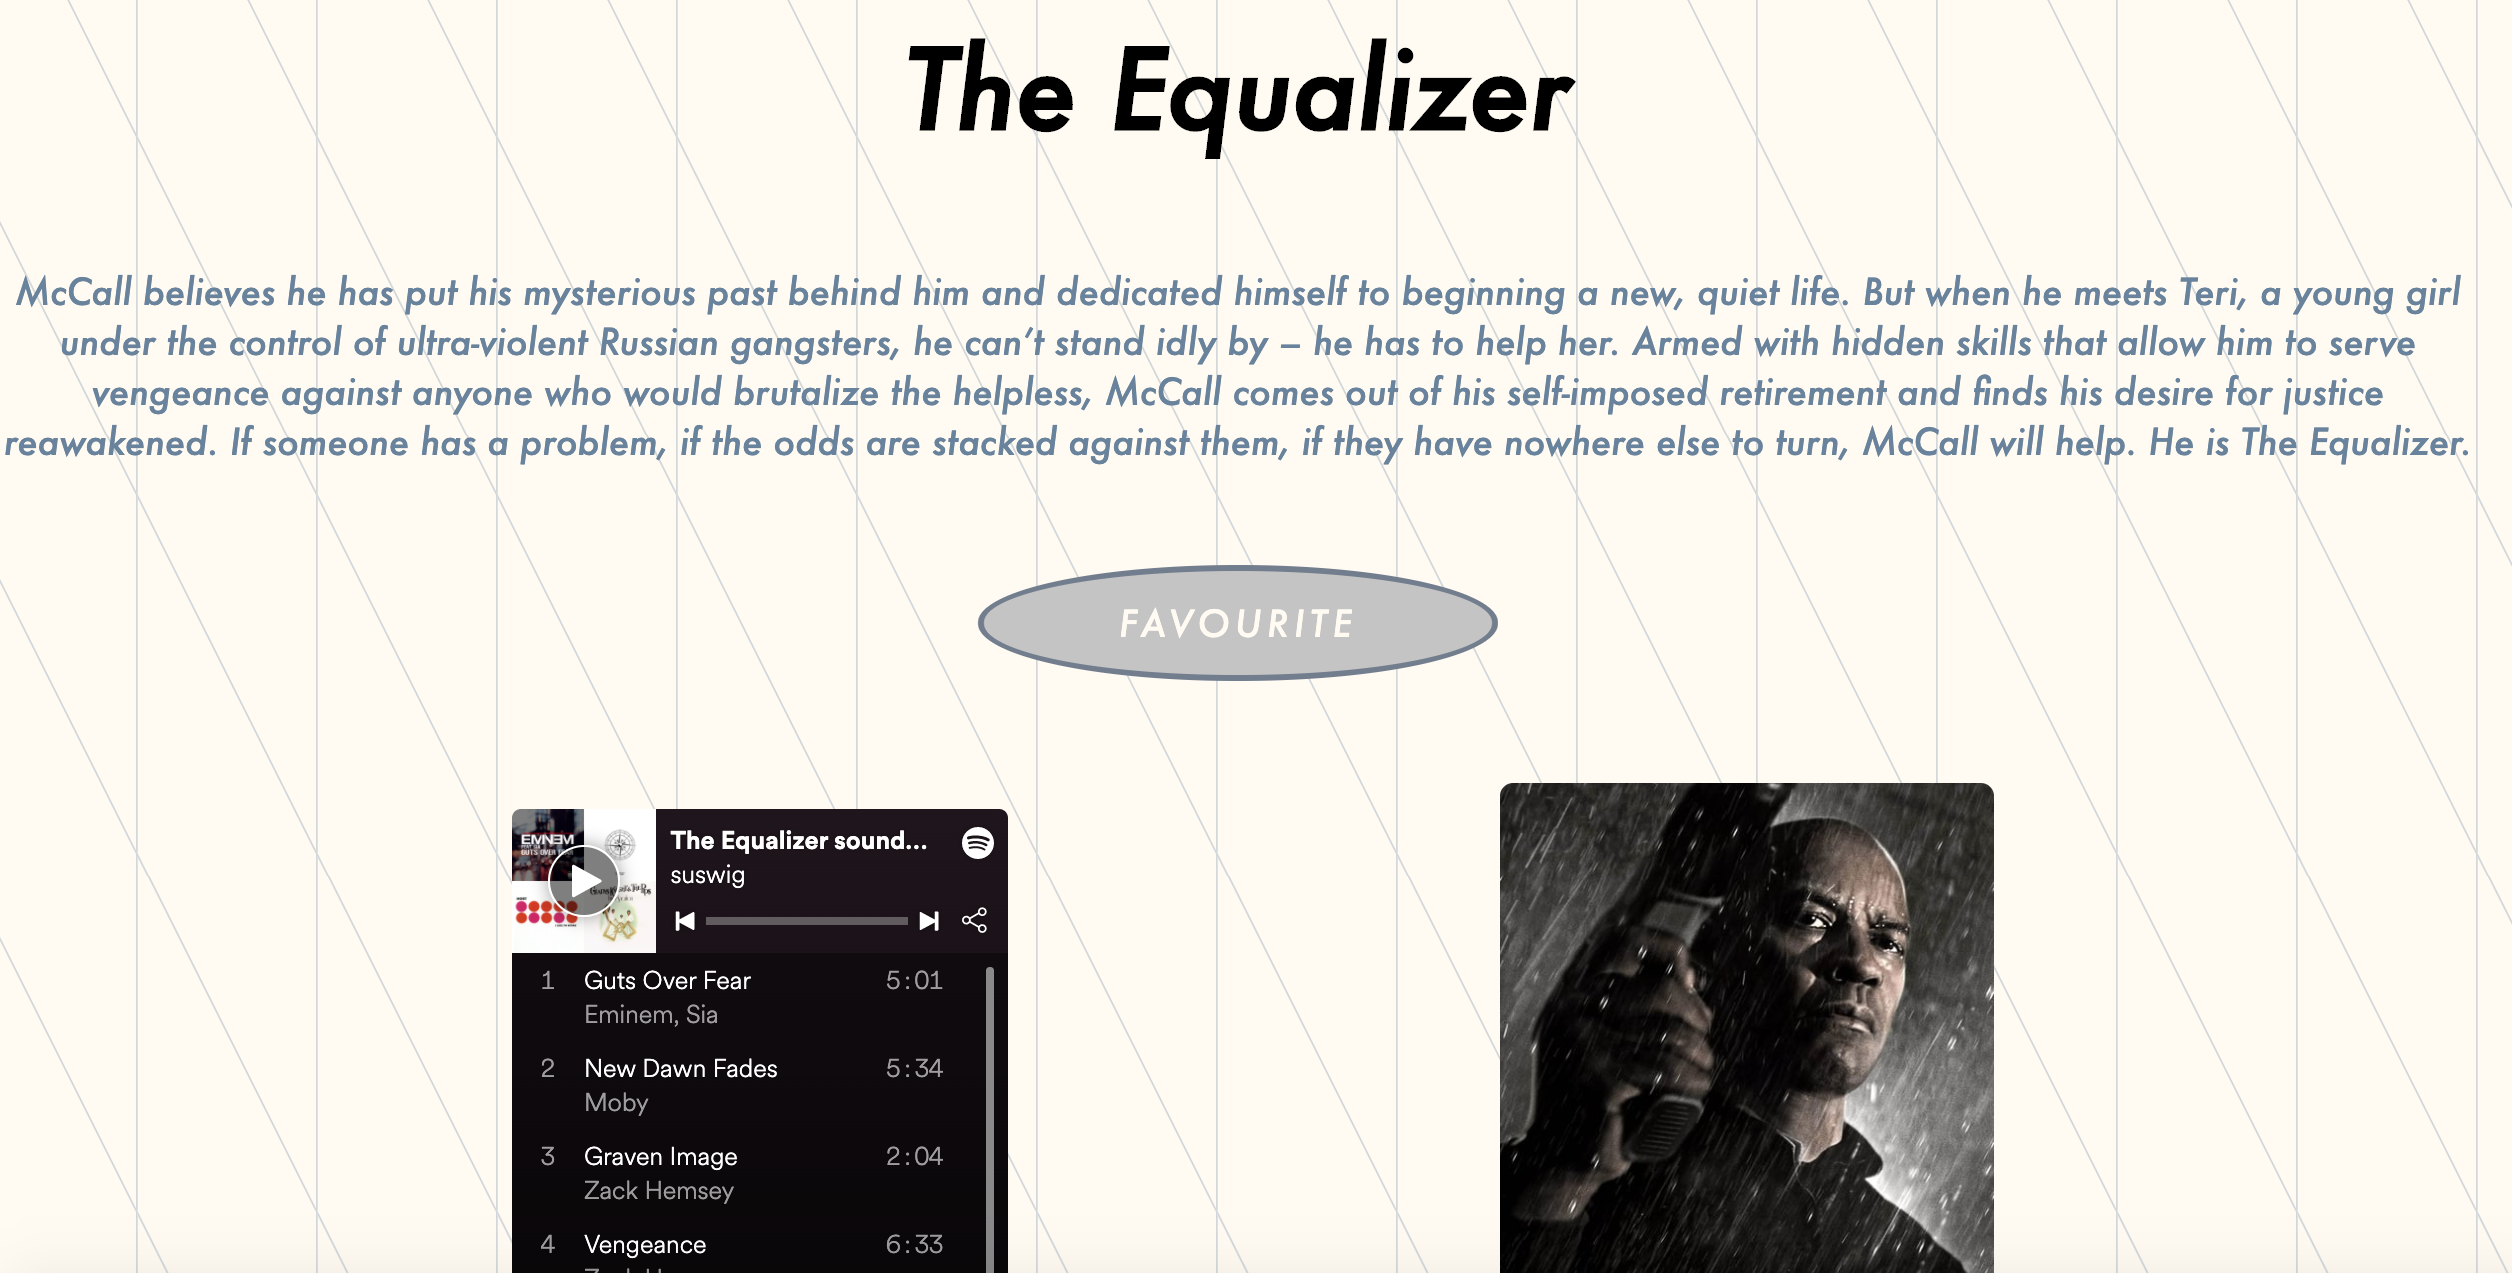 The Equalizer
McCall believes he has put his mysterious past behind him and dedicated himself to beginning a new, quiet life. But when he meets Teri, a young girl
under the control of ultra-violent Russian gangsters, he can’t stand idly by – he has to help her. Armed with hidden skills that allow him to serve
vengeance against anyone who would brutalize the helpless, McCall comes out of his self-imposed retirement and finds his desire for justice
reawakened. If someone has a problem, if the odds are stacked against them, if they have nowhere else to turn, McCall will help. He is The Equalizer.
FAVOURITE
EMINEM
The Equalizer sound...
suswig
1 Guts Over Fear 5:01
Eminem, Sia
2 New Dawn Fades 5:34
Moby
3 Graven Image 2:04
Zack Hemsey
4 Vengeance 6:33